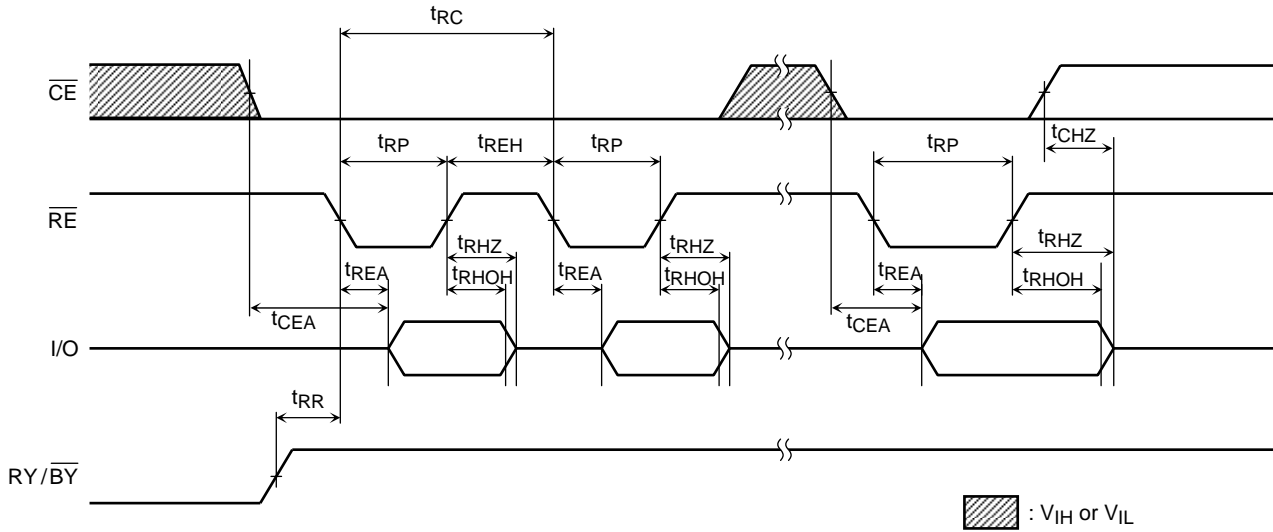 tRC
CE
tCHZ
tRP
tREH
tRP
tRP
RE
tRHZ
tRHZ
tRHZ
tREA
tRHOH
tREA
tRHOH
tREA
tRHOH
tCEA
tCEA
I/O
tRR
RY/BY
: VIH or VIL